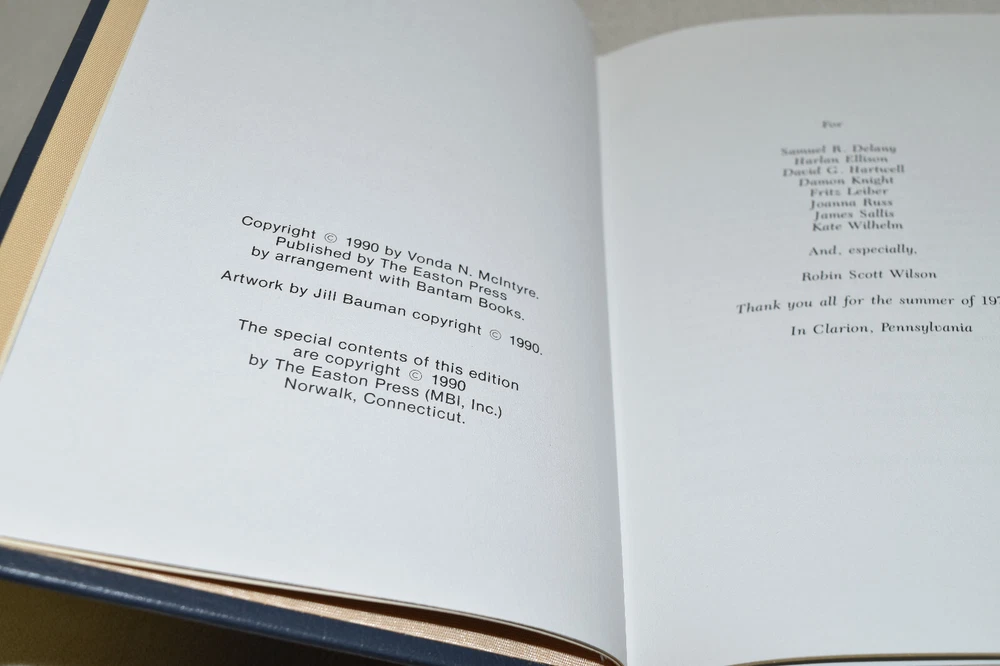 Copyright © 1990 by Vonda N. McIntyre.
Published by The Easton Press
by arrangement with Bantam Books.
Artwork by Jill Bauman copyright © 1990.
The special contents of this edition
are copyright © 1990
by The Easton Press (MBI, Inc.)
Norwalk, Connecticut.
For
Samuel R. Delany
Harlan Ellison
David G. Hartwell
Damon Knight
Fritz Leiber
Joanna Russ
James Sallis
Kate Wilhelm
And, especially,
Robin Scott Wilson
Thank you all for the summer of
In Clarion, Pennsylvania